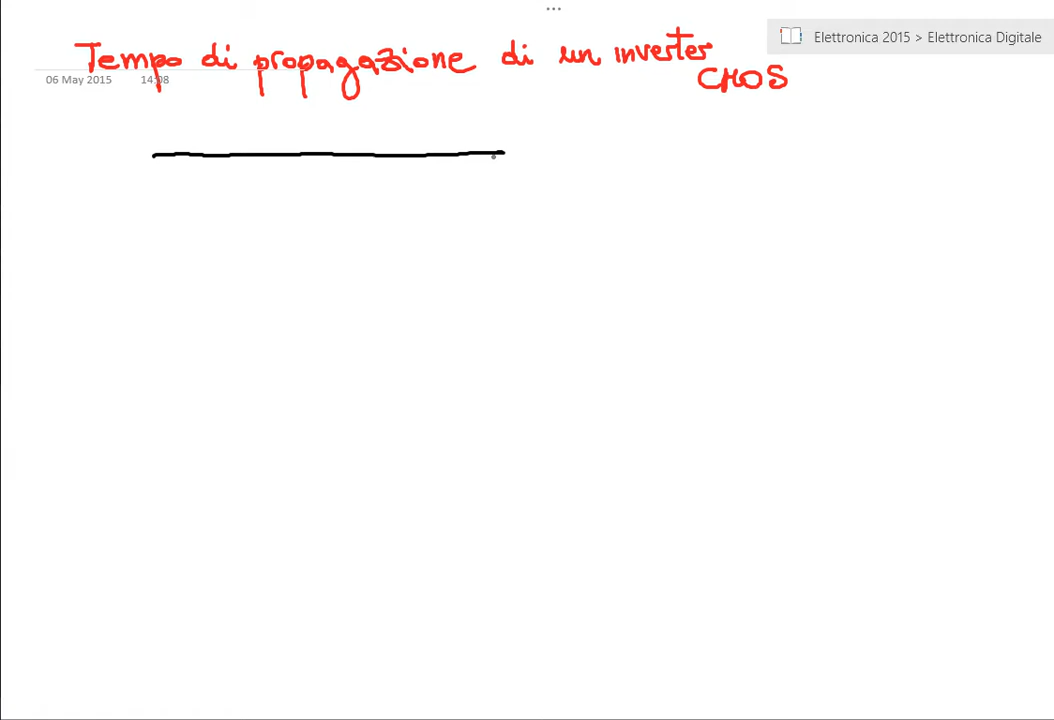 Elettronica 2015 > Elettronica Digitale
Tempo di propagazione di un inverter
CMOS
06 May 2015 14:08